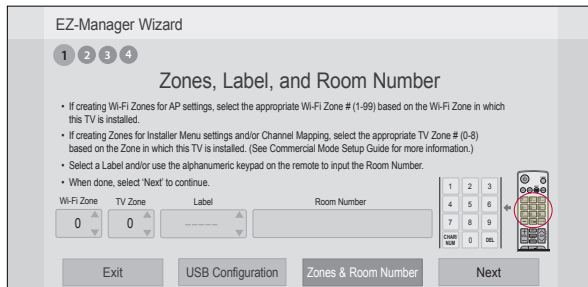 EZ-Manager Wizard
1 2 3 4
Zones, Label, and Room Number
• If creating Wi-Fi Zones for AP settings, select the appropriate Wi-Fi Zone # (1-99) based on the Wi-Fi Zone in which
this TV is installed.
• If creating Zones for Installer Menu settings and/or Channel Mapping, select the appropriate TV Zone # (0-8)
based on the Zone in which this TV is installed. (See Commercial Mode Setup Guide for more information.)
• Select a Label and/or use the alphanumeric keypad on the remote to input the Room Number.
• When done, select 'Next' to continue.
Wi-Fi Zone TV Zone Label Room Number
0 0 -----
1 2 3
4 5 6
7 8 9
CHAR/
NUM 0 DEL
Exit USB Configuration Zones & Room Number Next